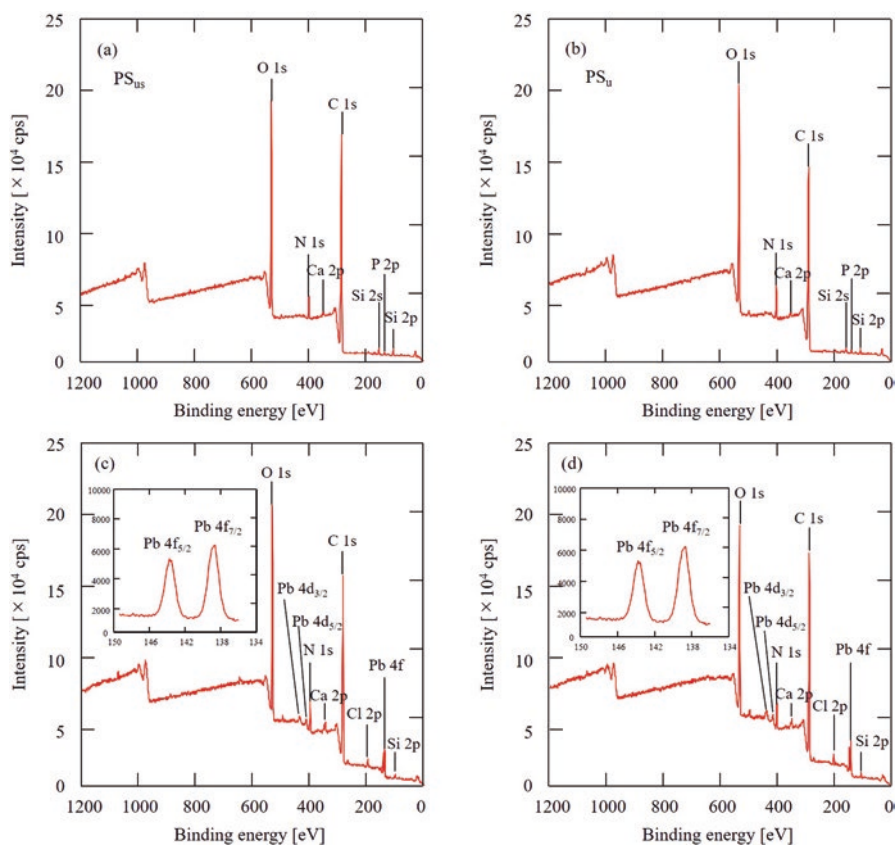 (a)
PSus
O 1s
C 1s
N 1s
Ca 2p
P 2p
Si 2s
Si 2p
25
20
15
10
5
0
Intensity [× 10⁴ cps]
1200 1000 800 600 400 200 0
Binding energy [eV]
(b)
PSu
O 1s
C 1s
N 1s
Ca 2p
P 2p
Si 2s
Si 2p
25
20
15
10
5
0
Intensity [× 10⁴ cps]
1200 1000 800 600 400 200 0
Binding energy [eV]
(c)
O 1s
C 1s
Pb 4d3/2
Pb 4d5/2
N 1s
Ca 2p
Cl 2p
Pb 4f
Si 2p
10000
8000
6000
4000
2000
0
Pb 4f5/2
Pb 4f7/2
150 146 142 138 134
25
20
15
10
5
0
Intensity [× 10⁴ cps]
1200 1000 800 600 400 200 0
Binding energy [eV]
(d)
O 1s
C 1s
Pb 4d3/2
Pb 4d5/2
N 1s
Ca 2p
Cl 2p
Pb 4f
Si 2p
10000
8000
6000
4000
2000
0
Pb 4f5/2
Pb 4f7/2
150 146 142 138 134
25
20
15
10
5
0
Intensity [× 10⁴ cps]
1200 1000 800 600 400 200 0
Binding energy [eV]